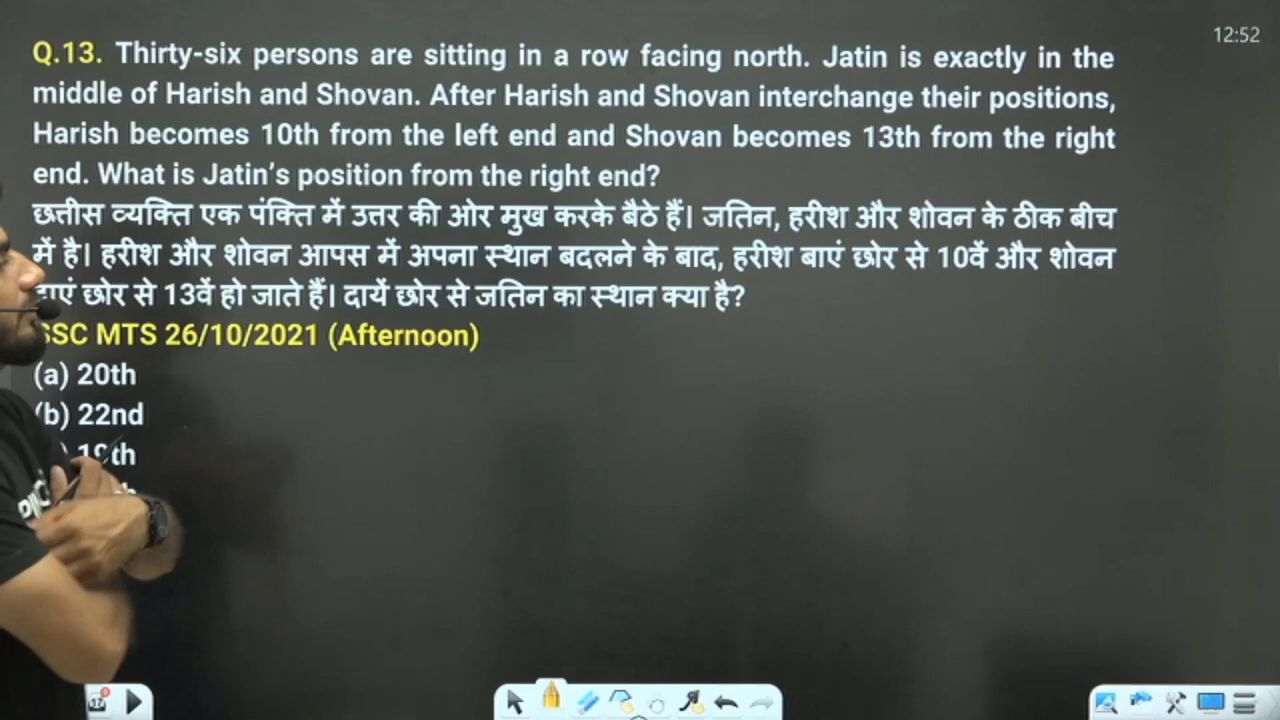 12:52
Q.13. Thirty-six persons are sitting in a row facing north. Jatin is exactly in the
middle of Harish and Shovan. After Harish and Shovan interchange their positions,
Harish becomes 10th from the left end and Shovan becomes 13th from the right
end. What is Jatin’s position from the right end?
छत्तीस व्यक्ति एक पंक्ति में उत्तर की ओर मुख करके बैठे हैं। जतिन, हरीश और शोवन के ठीक बीच
में है। हरीश और शोवन आपस में अपना स्थान बदलने के बाद, हरीश बाएं छोर से 10वें और शोवन
छोर से 13वें हो जाते हैं। दायें छोर से जतिन का स्थान क्या है?
SSC MTS 26/10/2021 (Afternoon)
(a) 20th
(b) 22nd